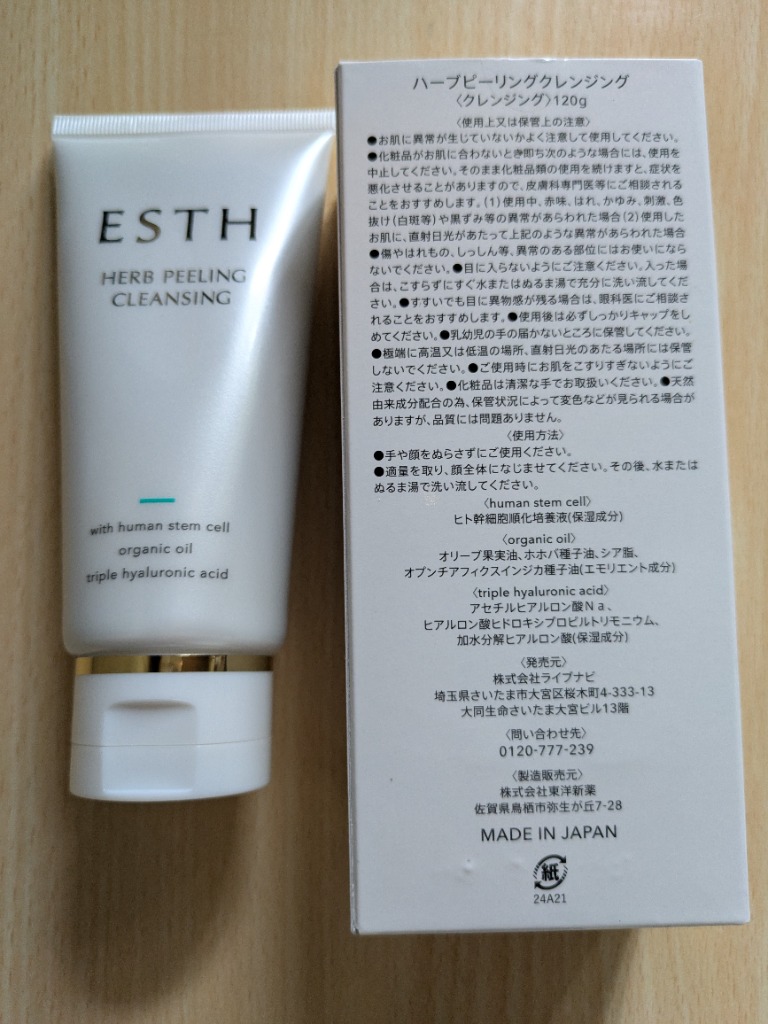 ESTH
HERB PEELING
CLEANSING
with human stem cell
organic oil
triple hyaluronic acid
ハーブピーリングクレンジング
〈クレンジング〉120g
〈使用上又は保管上の注意〉
●お肌に異常が生じていないかよく注意して使用してください。
●化粧品がお肌に合わないとき即ち次のような場合には、使用を
中止してください。そのまま化粧品類の使用を続けますと、症状を
悪化させることがありますので、皮膚科専門医等にご相談される
ことをおすすめします。(1)使用中、赤味、はれ、かゆみ、刺激、色
抜け(白斑等)や黒ずみ等の異常があらわれた場合(2)使用した
お肌に、直射日光があたって上記のような異常があらわれた場合
●傷やはれもの、しっしん等、異常のある部位にはお使いになら
ないでください。●目に入らないようにご注意ください。入った場
合は、こすらずにすぐ水またはぬるま湯で充分に洗い流してくだ
さい。●すすいでも目に異物感が残る場合は、眼科医にご相談さ
れることをおすすめします。●使用後は必ずしっかりキャップをし
めてください。●乳幼児の手の届かないところに保管してください。
●極端に高温又は低温の場所、直射日光のあたる場所には保管
しないでください。●ご使用時にお肌をこすりすぎないようにご
注意ください。●化粧品は清潔な手でお取扱いください。●天然
由来成分配合の為、保管状況によって変色などが見られる場合が
ありますが、品質には問題ありません。
〈使用方法〉
●手や顔をぬらさずにご使用ください。
●適量を取り、顔全体になじませてください。その後、水または
ぬるま湯で洗い流してください。
〈human stem cell〉
ヒト幹細胞順化培養液(保湿成分)
〈organic oil〉
オリーブ果実油、ホホバ種子油、シア脂、
オプンチアフィクスインジカ種子油(エモリエント成分)
〈triple hyaluronic acid〉
アセチルヒアルロン酸Ｎａ、
ヒアルロン酸ヒドロキシプロピルトリモニウム、
加水分解ヒアルロン酸(保湿成分)
〈発売元〉
株式会社ライブナビ
埼玉県さいたま市大宮区桜木町4-333-13
大同生命さいたま大宮ビル13階
〈問い合わせ先〉
0120-777-239
〈製造販売元〉
株式会社東洋新薬
佐賀県鳥栖市弥生が丘7-28
MADE IN JAPAN
紙
24A21